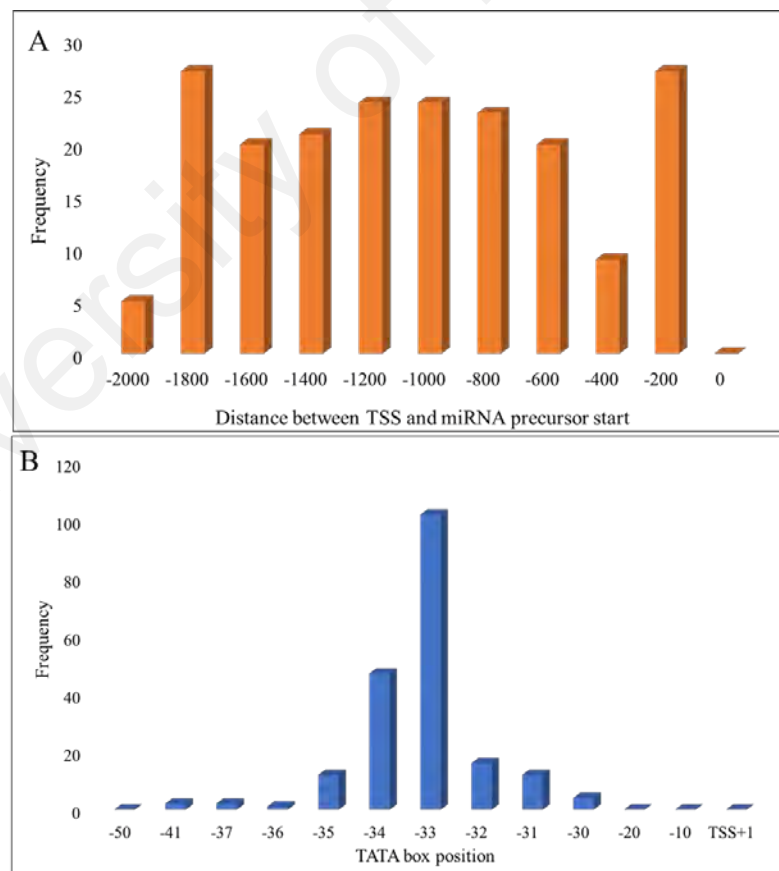 University of
A
30
25
20
15
10
5
0
Frequency
-2000 -1800 -1600 -1400 -1200 -1000 -800 -600 -400 -200 0
Distance between TSS and miRNA precursor start
B
120
100
80
60
40
20
0
Frequency
-50 -41 -37 -36 -35 -34 -33 -32 -31 -30 -20 -10 TSS+1
TATA box position